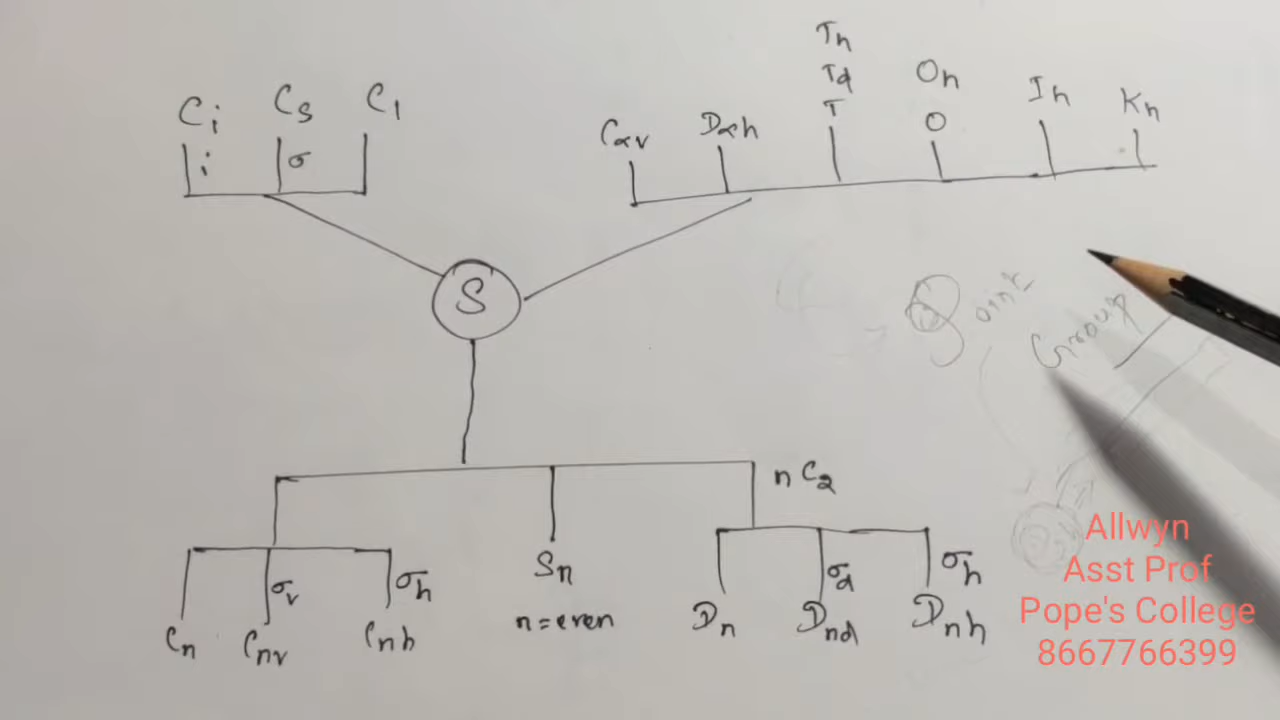 Ci Cs C1
i σ
C∝v D∝h
Th
Td
T
Oh
O
Ih
Kh
S
Point
Group
nC2
σv σh
Sn
n=even
σd σh
Cn Cnv Cnh
Dn Dnd Dnh
Allwyn
Asst Prof
Pope's College
8667766399